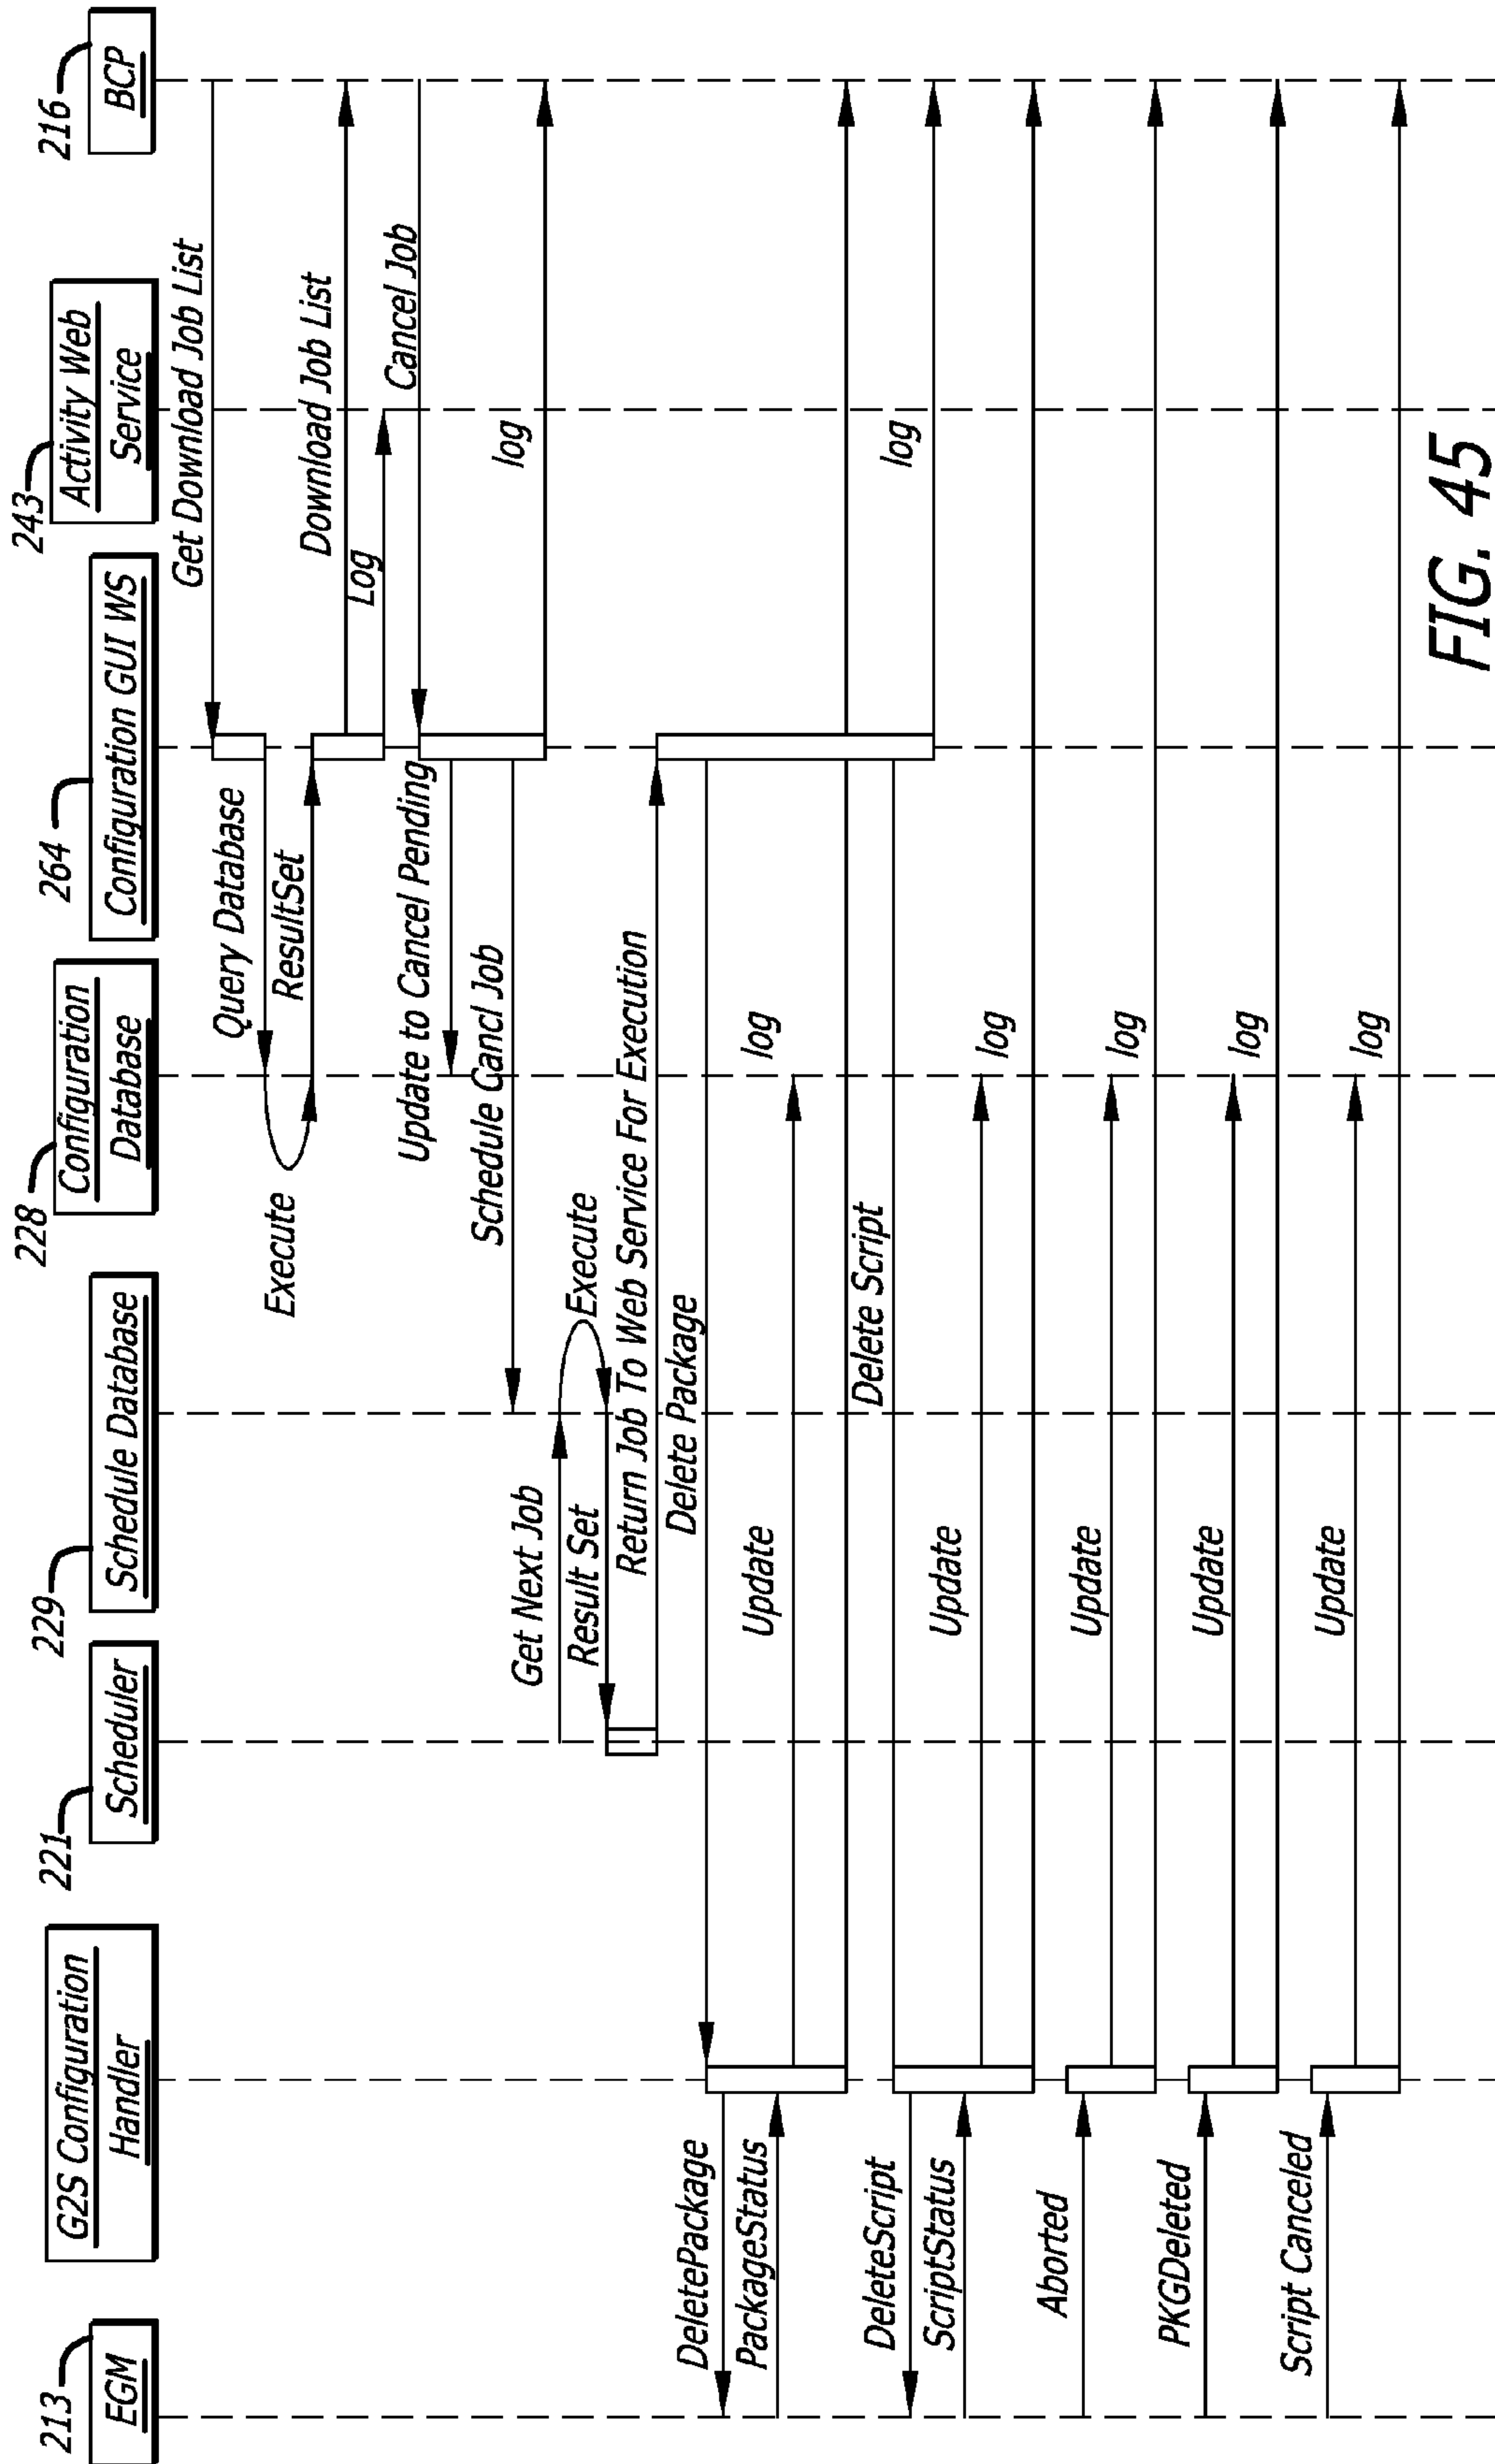 213
EGM
G2S Configuration
Handler
221
Scheduler
229
Schedule Database
228
Configuration
Database
264
Configuration GUI WS
243
Activity Web
Service
216
BCP
Get Download Job List
Query Database
Execute
ResultSet
Download Job List
Log
Cancel Job
Update to Cancel Pending
Schedule Cancl Job
log
Get Next Job
Execute
Result Set
Return Job To Web Service For Execution
Delete Package
DeletePackage
PackageStatus
Update
log
Delete Script
log
DeleteScript
ScriptStatus
Update
log
Aborted
Update
log
PKGDeleted
Update
log
Script Canceled
Update
log
FIG. 45